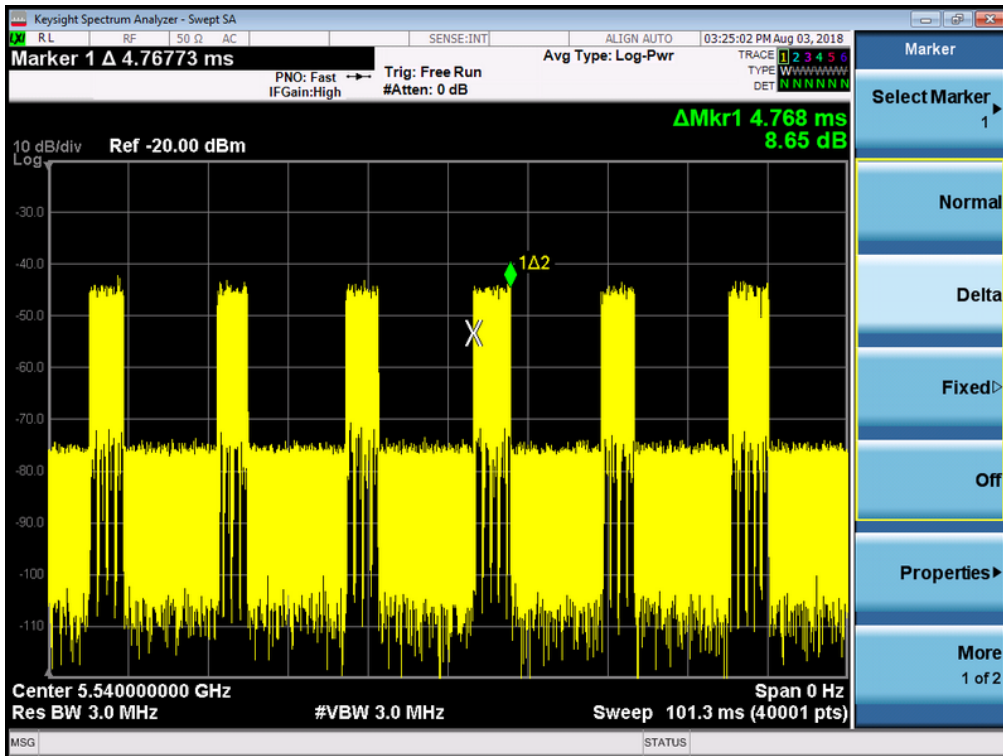 Keysight Spectrum Analyzer - Swept SA
LXI RL RF 50 Ω AC SENSE:INT ALIGN AUTO 03:25:02 PM Aug 03, 2018
Marker 1 Δ 4.76773 ms
PNO: Fast
IFGain:High
Trig: Free Run
#Atten: 0 dB
Avg Type: Log-Pwr
TRACE 1 2 3 4 5 6
TYPE WWWWWW
DET N N N N N N
ΔMkr1 4.768 ms
8.65 dB
10 dB/div Ref -20.00 dBm
Log
-30.0
-40.0
-50.0
-60.0
-70.0
-80.0
-90.0
-100
-110
1Δ2
X
Center 5.540000000 GHz Span 0 Hz
Res BW 3.0 MHz #VBW 3.0 MHz Sweep 101.3 ms (40001 pts)
MSG STATUS
Marker
Select Marker
1
Normal
Delta
Fixed
Off
Properties
More
1 of 2